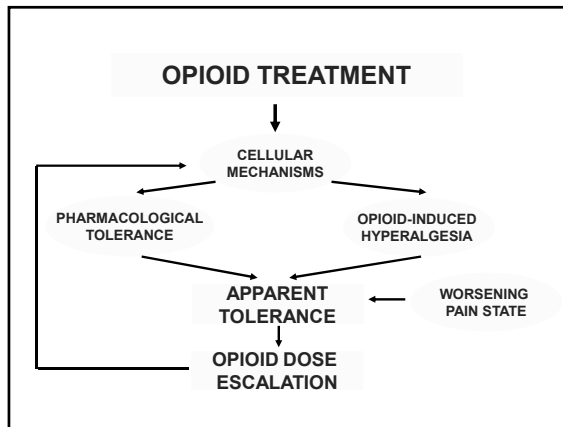 OPIOID TREATMENT
CELLULAR
MECHANISMS
PHARMACOLOGICAL
TOLERANCE
OPIOID-INDUCED
HYPERALGESIA
APPARENT
TOLERANCE
WORSENING
PAIN STATE
OPIOID DOSE
ESCALATION